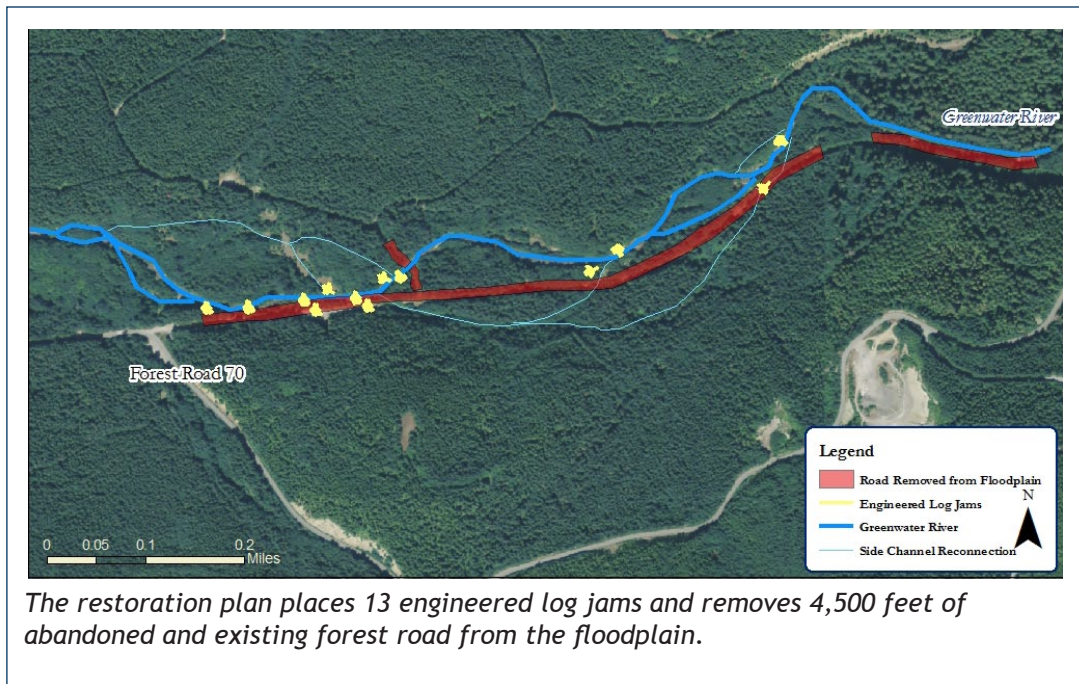 Greenwater River
Forest Road 70
Legend
Road Removed from Floodplain
Engineered Log Jams
Greenwater River
Side Channel Reconnection
N
0 0.05 0.1 0.2
Miles
The restoration plan places 13 engineered log jams and removes 4,500 feet of
abandoned and existing forest road from the floodplain.